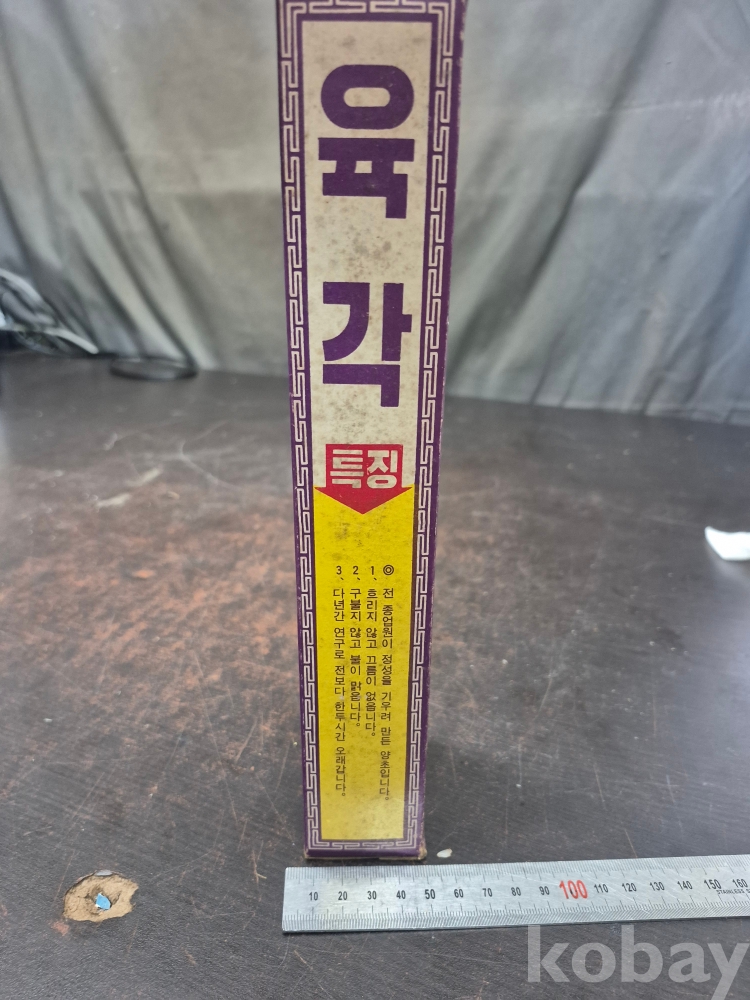 육각
특징
◎ 전 종업원이 정성을 기우려 만든 양초입니다.
1、흐리지 않고 끄름이 없읍니다.
2、구불지 않고 불이 맑읍니다.
3、다년간 연구로 전보다 한두시간 오래갑니다.
10 20 30 40 50 60 70 80 90 100 110 120 130 140 150 160
kobay